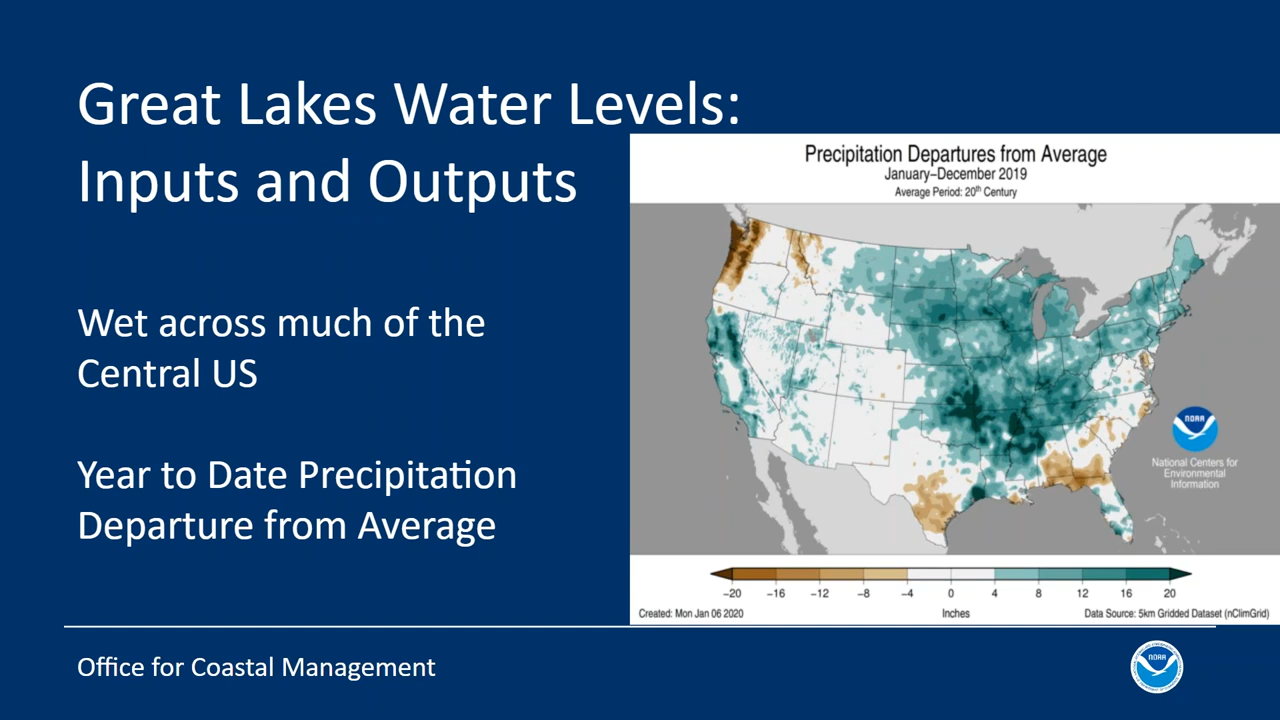 Great Lakes Water Levels:
Inputs and Outputs
Wet across much of the
Central US
Year to Date Precipitation
Departure from Average
Precipitation Departures from Average
January–December 2019
Average Period: 20th Century
NOAA
National Centers for
Environmental
Information
−20 −16 −12 −8 −4 0 4 8 12 16 20
Created: Mon Jan 06 2020 Inches Data Source: 5km Gridded Dataset (nClimGrid)
Office for Coastal Management
NOAA